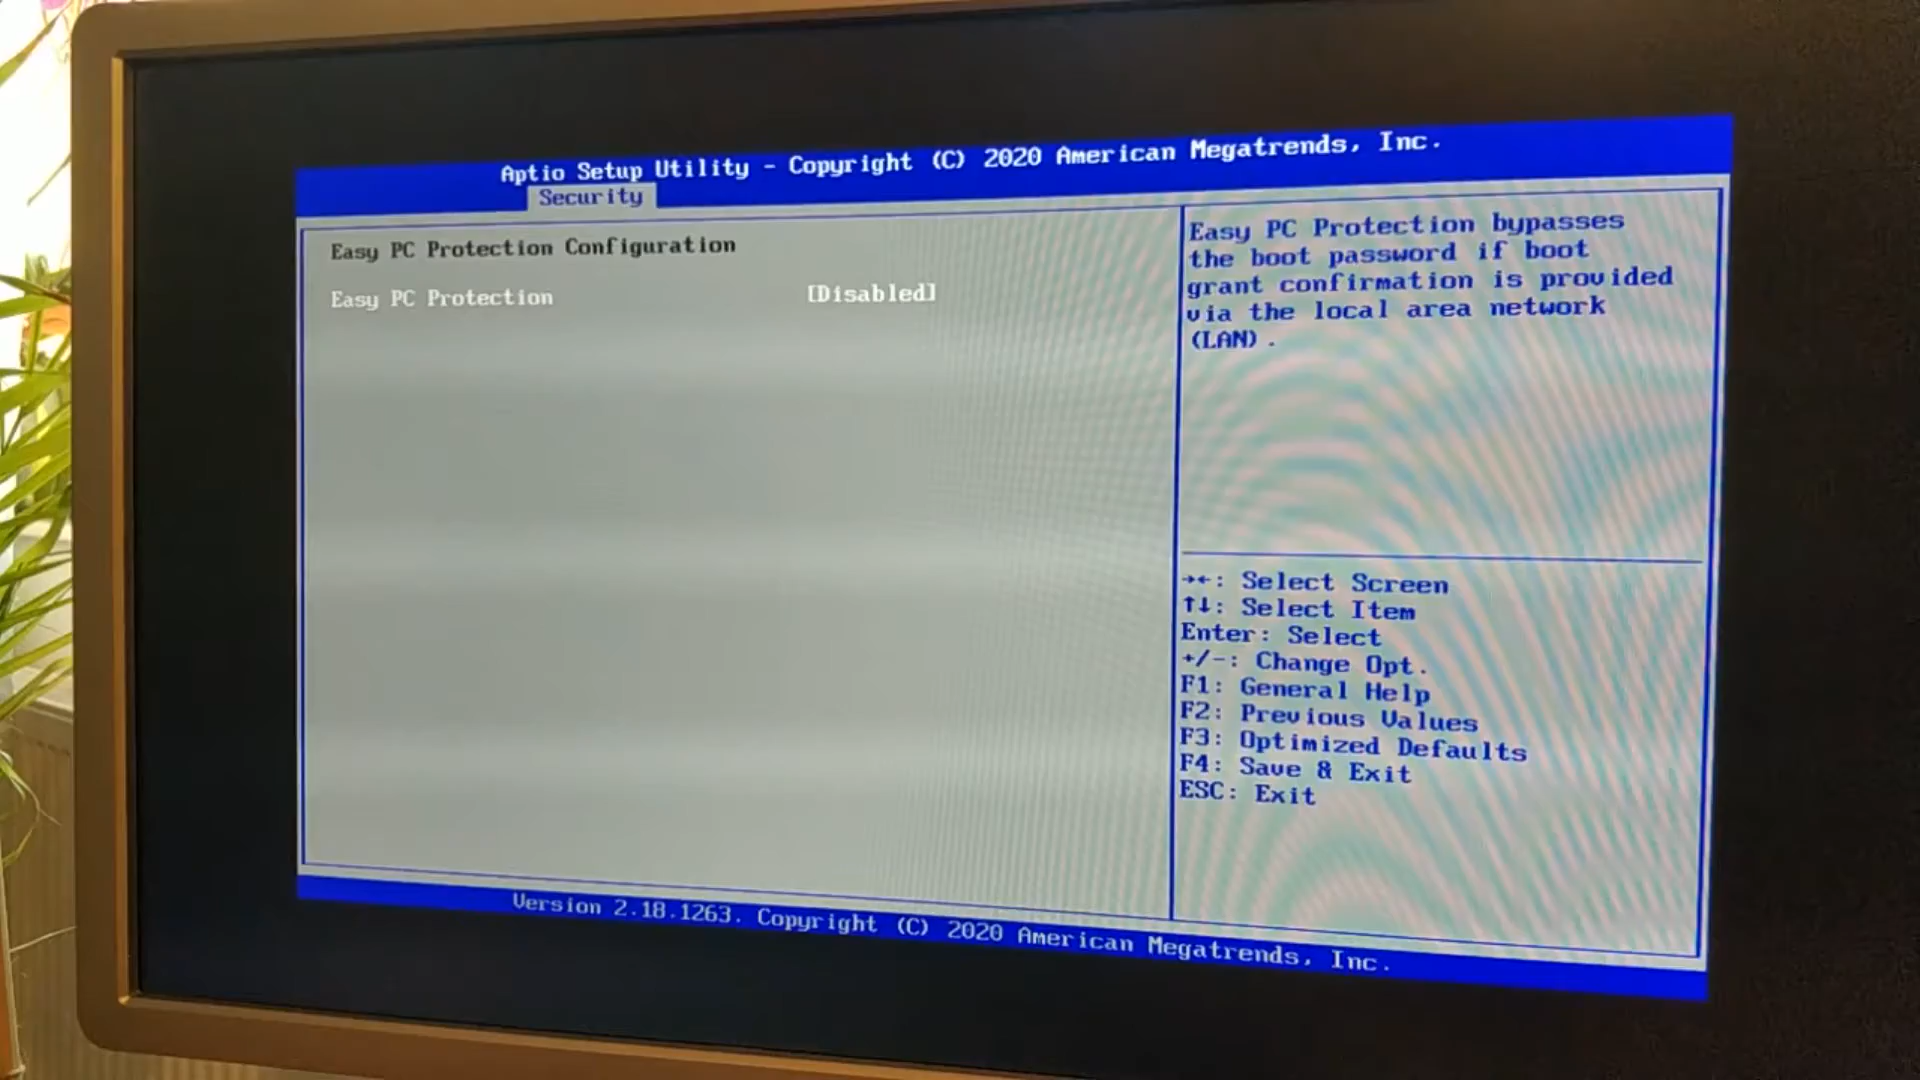 Aptio Setup Utility - Copyright (C) 2020 American Megatrends, Inc.
Security
Easy PC Protection Configuration
Easy PC Protection [Disabled]
Easy PC Protection bypasses
the boot password if boot
grant confirmation is provided
via the local area network
(LAN).
→←: Select Screen
↑↓: Select Item
Enter: Select
+/-: Change Opt.
F1: General Help
F2: Previous Values
F3: Optimized Defaults
F4: Save & Exit
ESC: Exit
Version 2.18.1263. Copyright (C) 2020 American Megatrends, Inc.